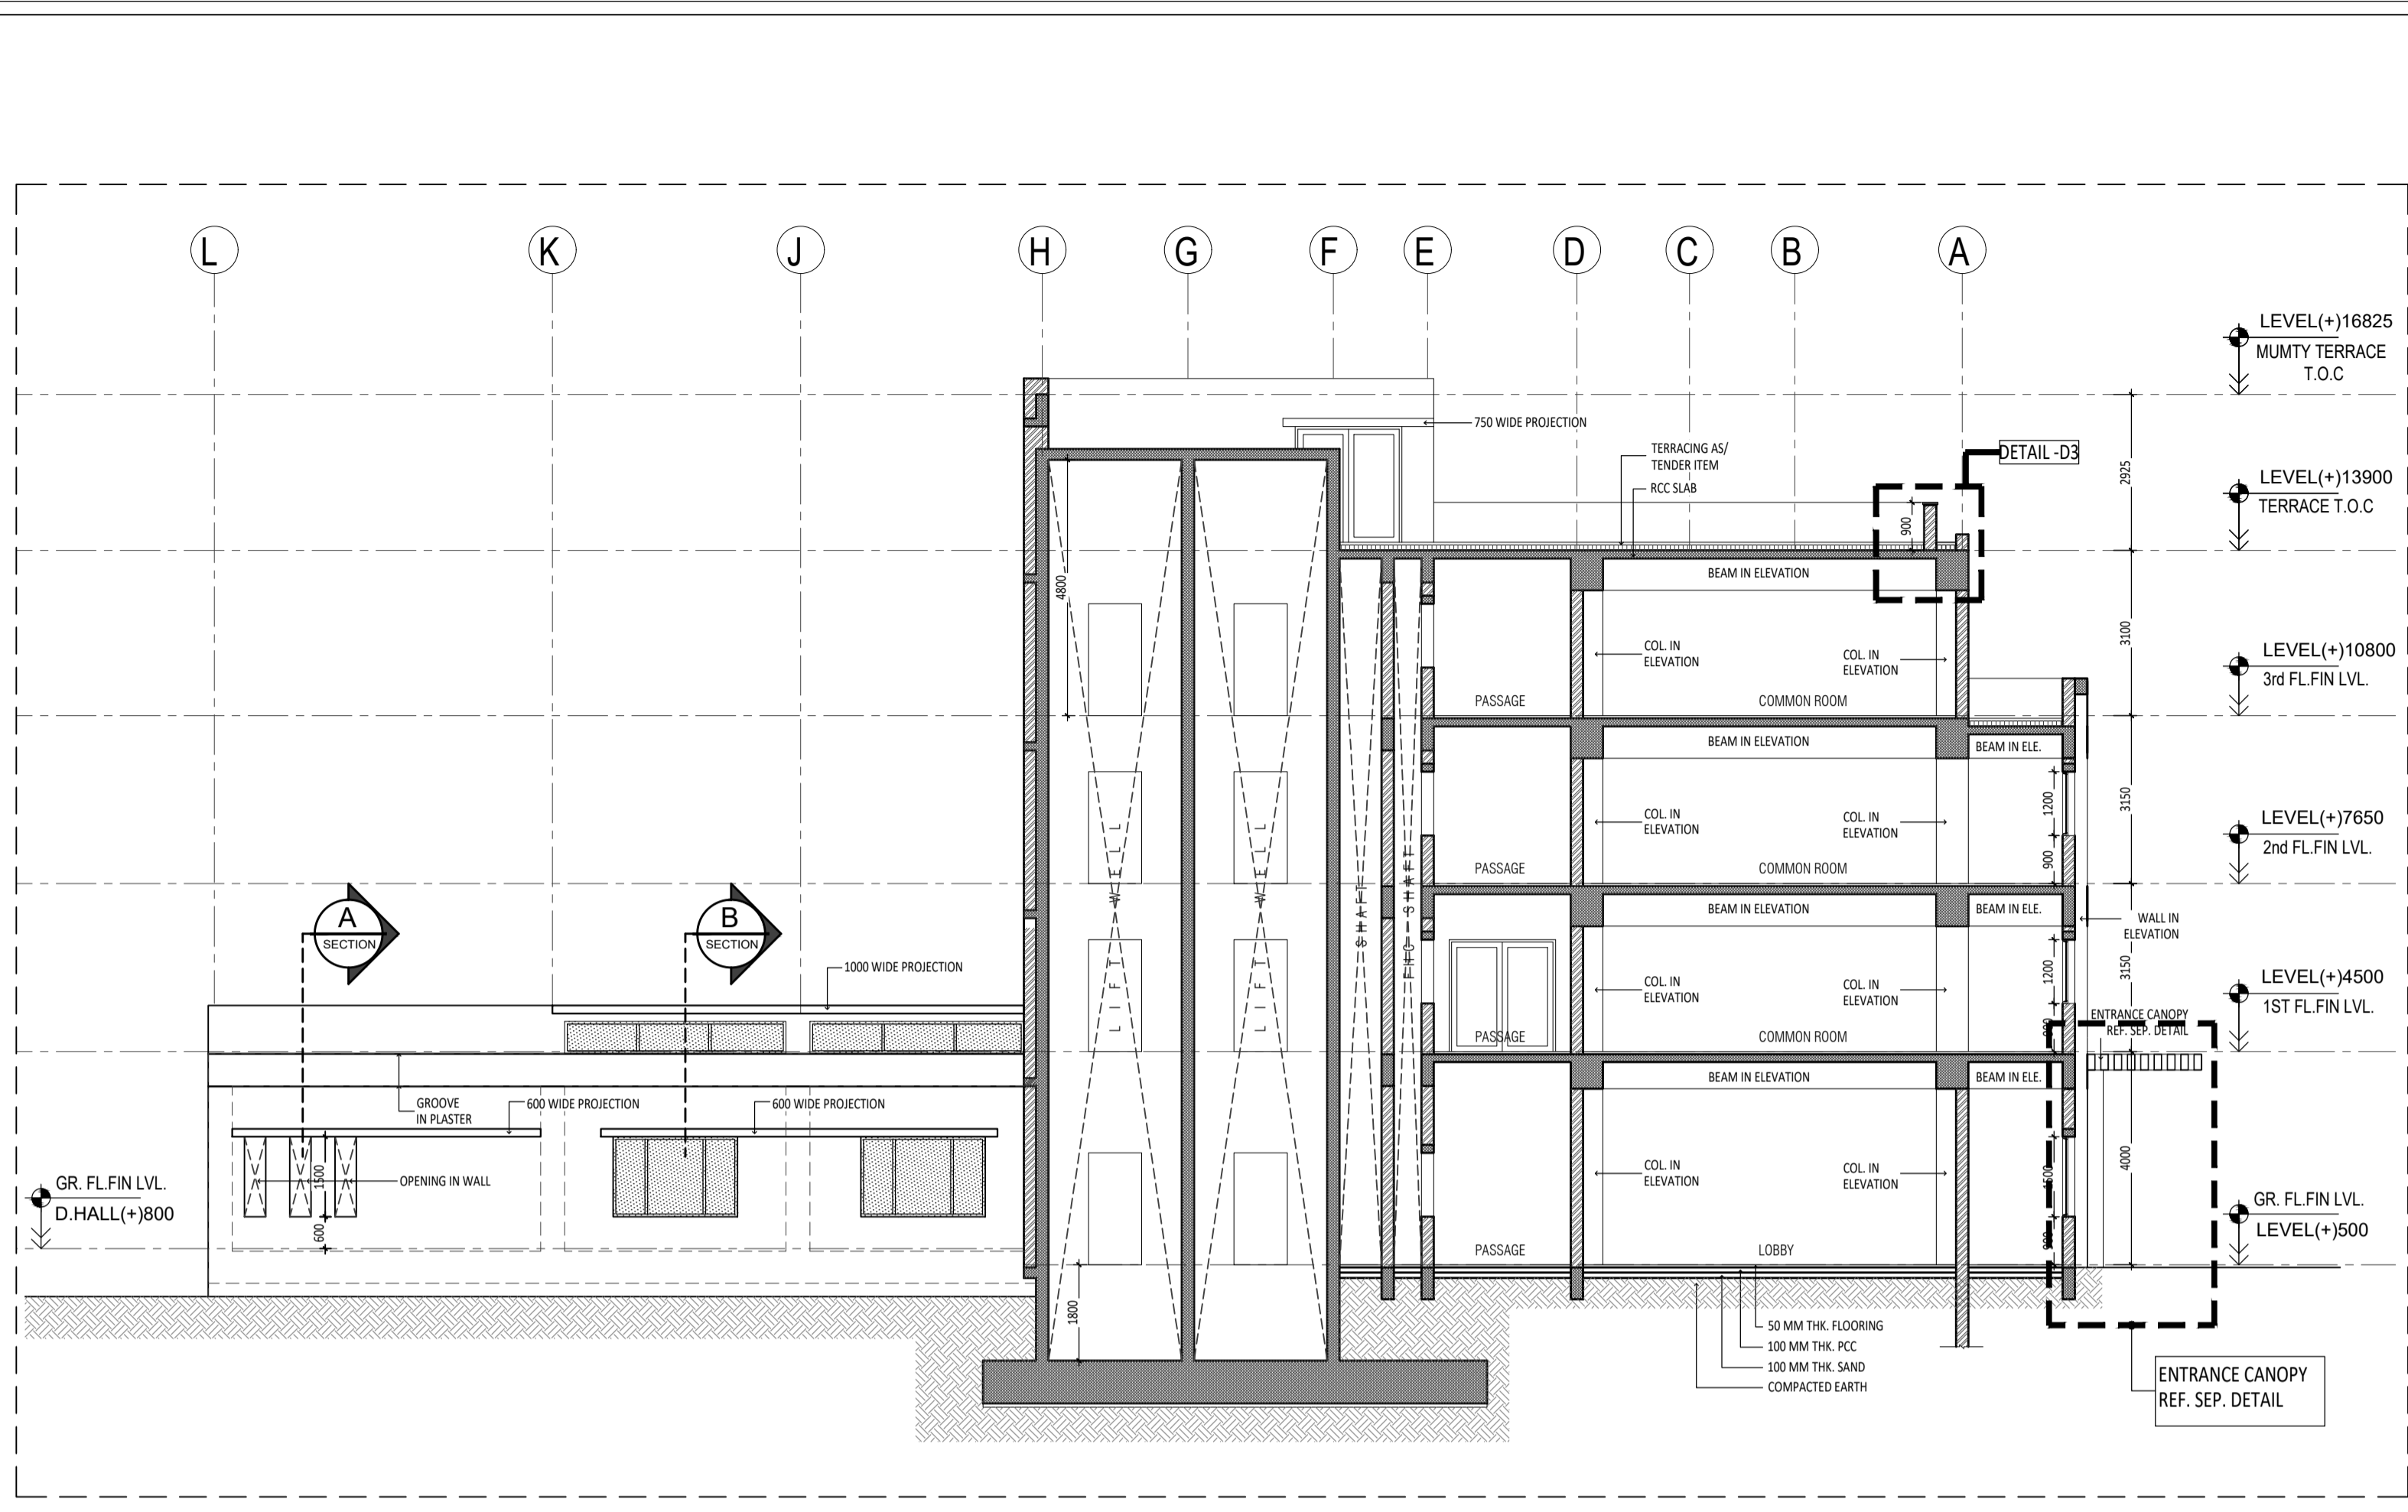 L
K
J
H
G
F
E
D
C
B
A
LEVEL(+)16825
MUMTY TERRACE
T.O.C
750 WIDE PROJECTION
TERRACING AS/
TENDER ITEM
RCC SLAB
DETAIL -D3
2925
LEVEL(+)13900
TERRACE T.O.C
900
4800
BEAM IN ELEVATION
3100
COL. IN
ELEVATION
COL. IN
ELEVATION
LEVEL(+)10800
3rd FL.FIN LVL.
PASSAGE
COMMON ROOM
BEAM IN ELEVATION
BEAM IN ELE.
1200
3150
COL. IN
ELEVATION
COL. IN
ELEVATION
LEVEL(+)7650
2nd FL.FIN LVL.
900
PASSAGE
COMMON ROOM
LIFT WELL
LIFT WELL
SHAFT
FHC SHAFT
A
SECTION
B
SECTION
BEAM IN ELEVATION
BEAM IN ELE.
WALL IN
ELEVATION
1200
3150
1000 WIDE PROJECTION
COL. IN
ELEVATION
COL. IN
ELEVATION
LEVEL(+)4500
1ST FL.FIN LVL.
ENTRANCE CANOPY
REF. SEP. DETAIL
PASSAGE
COMMON ROOM
BEAM IN ELEVATION
BEAM IN ELE.
GROOVE
IN PLASTER
600 WIDE PROJECTION
600 WIDE PROJECTION
1500
OPENING IN WALL
600
GR. FL.FIN LVL.
D.HALL(+)800
COL. IN
ELEVATION
COL. IN
ELEVATION
1500
4000
GR. FL.FIN LVL.
LEVEL(+)500
PASSAGE
LOBBY
1800
50 MM THK. FLOORING
100 MM THK. PCC
100 MM THK. SAND
COMPACTED EARTH
ENTRANCE CANOPY
REF. SEP. DETAIL